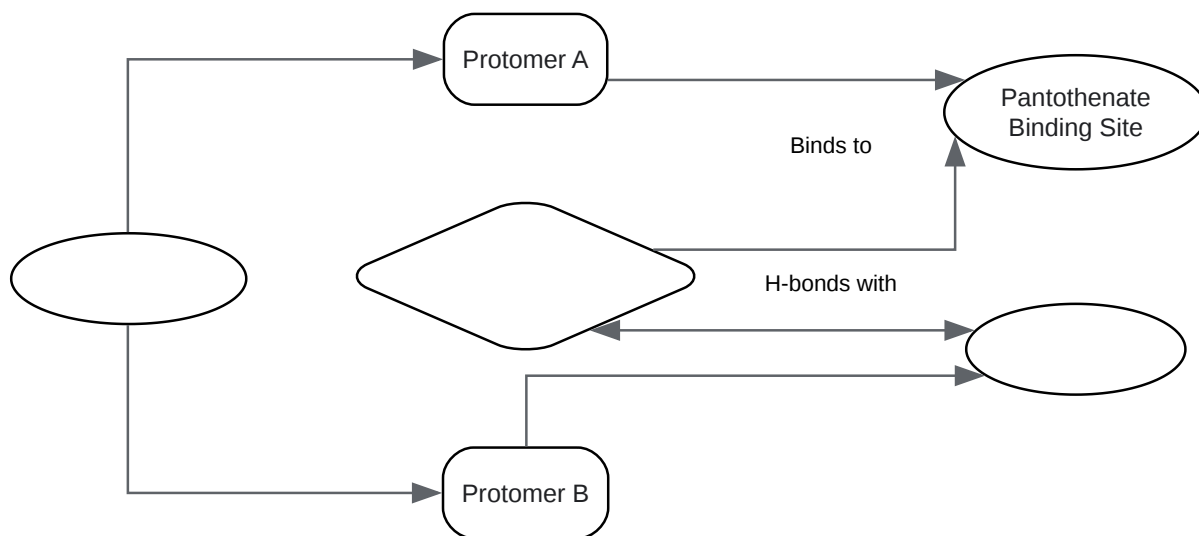 Protomer A
Pantothenate
Binding Site
Binds to
H-bonds with
Protomer B